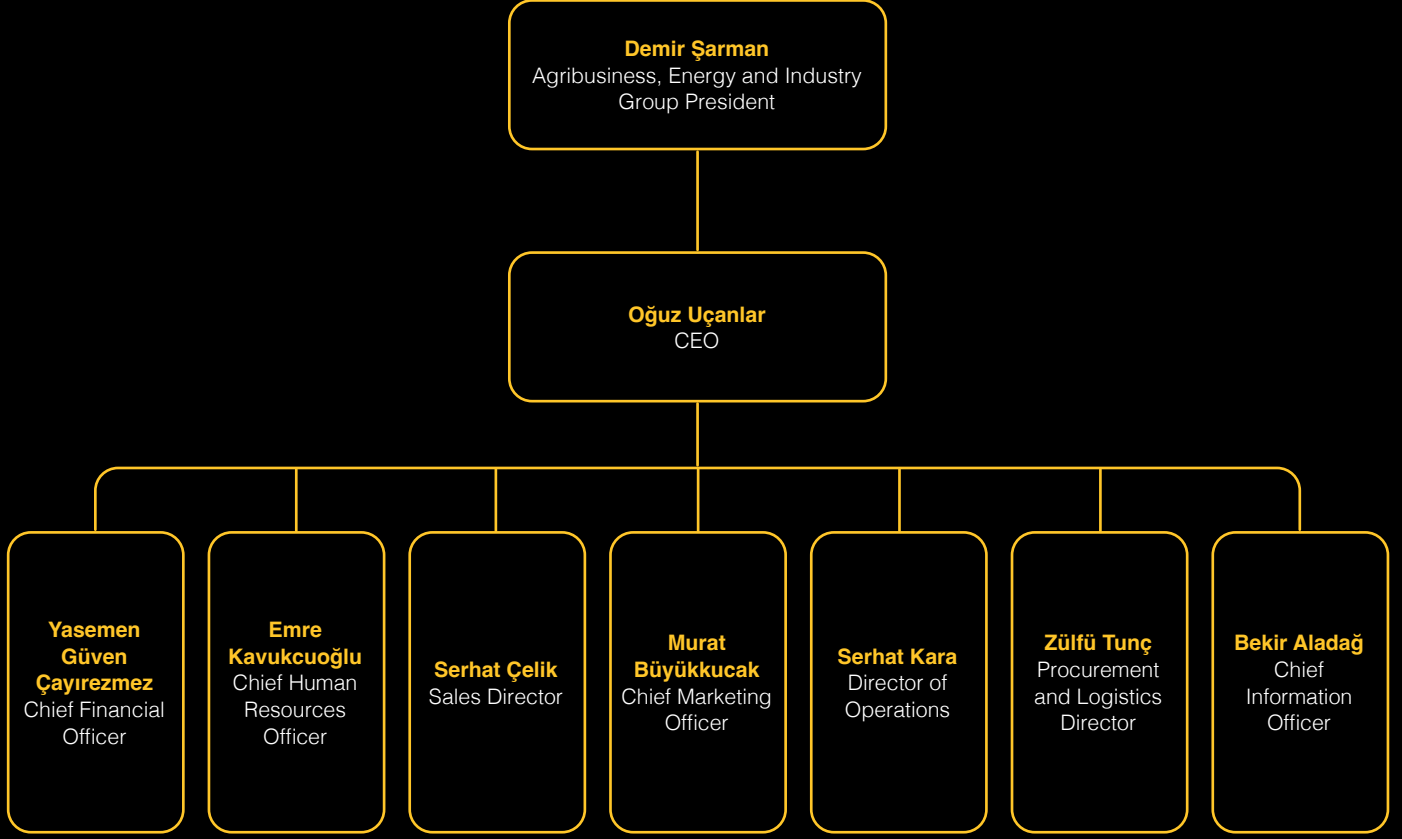 Demir Şarman
Agribusiness, Energy and Industry
Group President
Oğuz Uçanlar
CEO
Yasemen
Güven
Çayırezmez
Chief Financial
Officer
Emre
Kavukcuoğlu
Chief Human
Resources
Officer
Serhat Çelik
Sales Director
Murat
Büyükkucak
Chief Marketing
Officer
Serhat Kara
Director of
Operations
Zülfü Tunç
Procurement
and Logistics
Director
Bekir Aladağ
Chief
Information
Officer